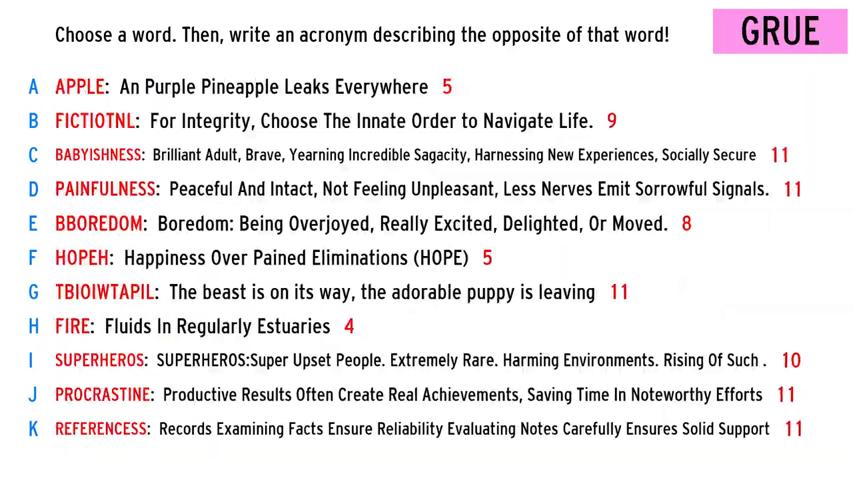 Choose a word. Then, write an acronym describing the opposite of that word!
GRUE
A APPLE: An Purple Pineapple Leaks Everywhere 5
B FICTIOTNL: For Integrity, Choose The Innate Order to Navigate Life. 9
C BABYISHNESS: Brilliant Adult, Brave, Yearning Incredible Sagacity, Harnessing New Experiences, Socially Secure 11
D PAINFULNESS: Peaceful And Intact, Not Feeling Unpleasant, Less Nerves Emit Sorrowful Signals. 11
E BBOREDOM: Boredom: Being Overjoyed, Really Excited, Delighted, Or Moved. 8
F HOPEH: Happiness Over Pained Eliminations (HOPE) 5
G TBIOIWTAPIL: The beast is on its way, the adorable puppy is leaving 11
H FIRE: Fluids In Regularly Estuaries 4
I SUPERHEROS: SUPERHEROS:Super Upset People. Extremely Rare. Harming Environments. Rising Of Such . 10
J PROCRASTINE: Productive Results Often Create Real Achievements, Saving Time In Noteworthy Efforts 11
K REFERENCESS: Records Examining Facts Ensure Reliability Evaluating Notes Carefully Ensures Solid Support 11